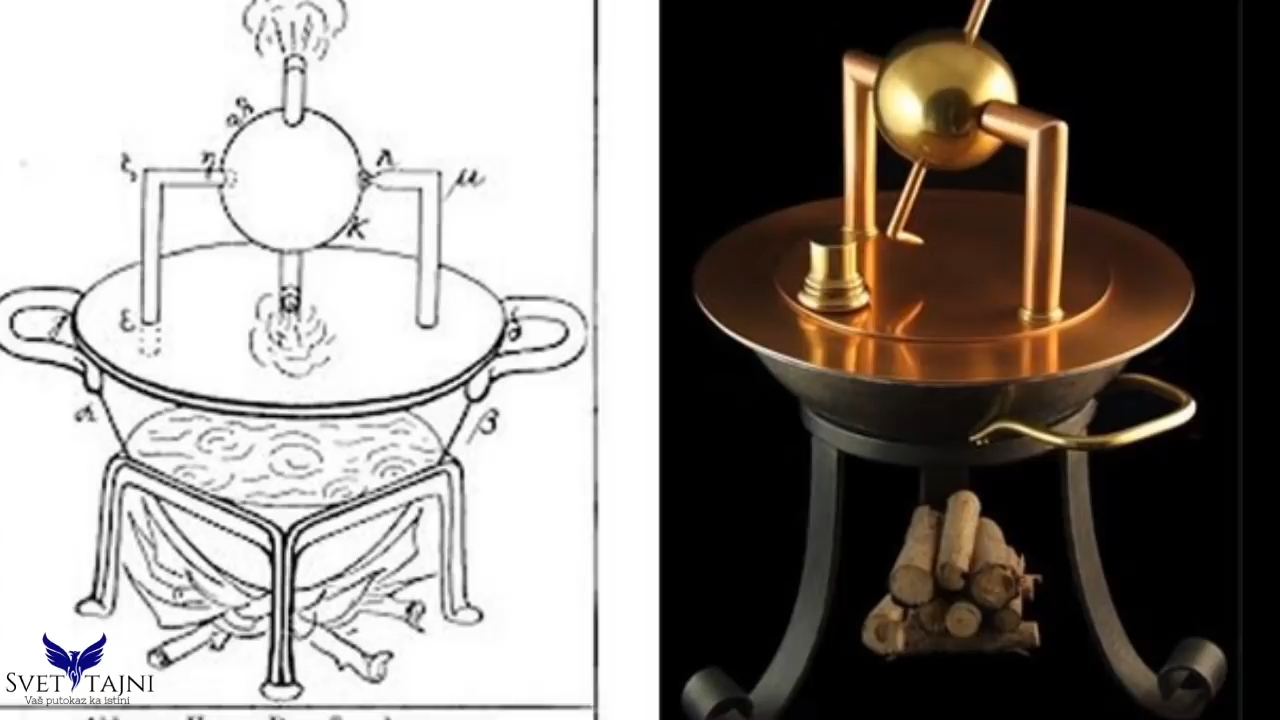 ζ η Λ μ
K
ε δ
α β
SVET TAJNI
Vaš putokaz ka istini